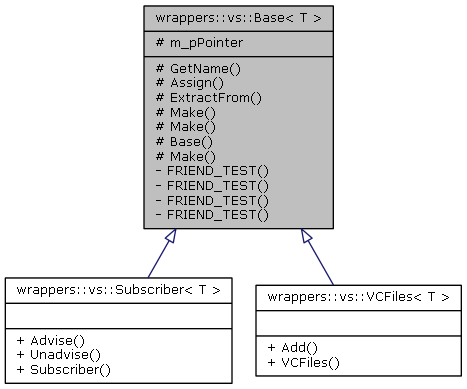 wrappers::vs::Base< T >
# m_pPointer
# GetName()
# Assign()
# ExtractFrom()
# Make()
# Make()
# Base()
# Make()
- FRIEND_TEST()
- FRIEND_TEST()
- FRIEND_TEST()
- FRIEND_TEST()
wrappers::vs::Subscriber< T >
+ Advise()
+ Unadvise()
+ Subscriber()
wrappers::vs::VCFiles< T >
+ Add()
+ VCFiles()